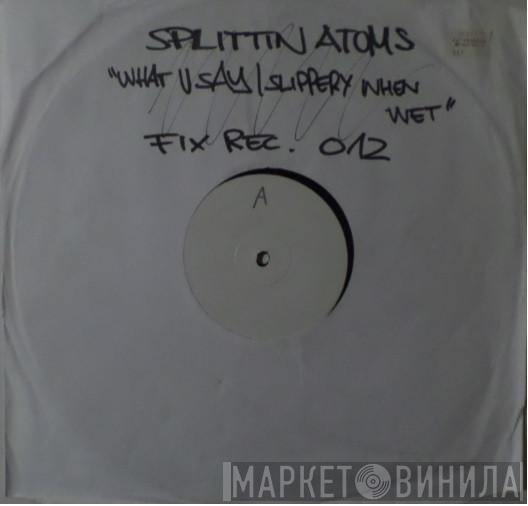 SPLITTIN ATOMS
"WHAT U SAY / SLIPPERY WHEN
WET"
FIX REC. 012
A
МАРКЕТ ВИНИЛА